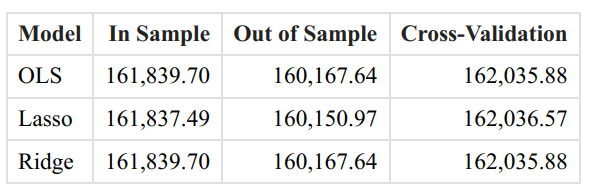 Model In Sample Out of Sample Cross-Validation
OLS 161,839.70 160,167.64 162,035.88
Lasso 161,837.49 160,150.97 162,036.57
Ridge 161,839.70 160,167.64 162,035.88